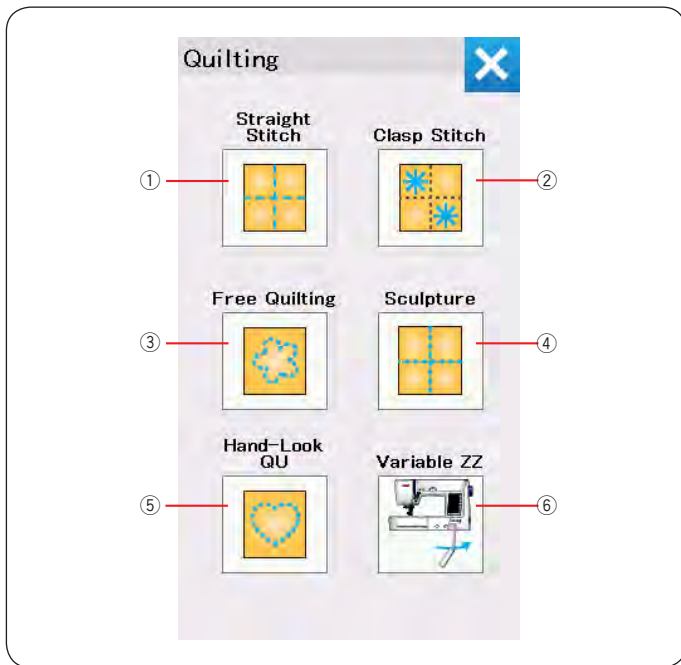 Quilting
Straight
Stitch
Clasp Stitch
①
②
Free Quilting
Sculpture
③
④
Hand-Look
QU
Variable ZZ
⑤
⑥